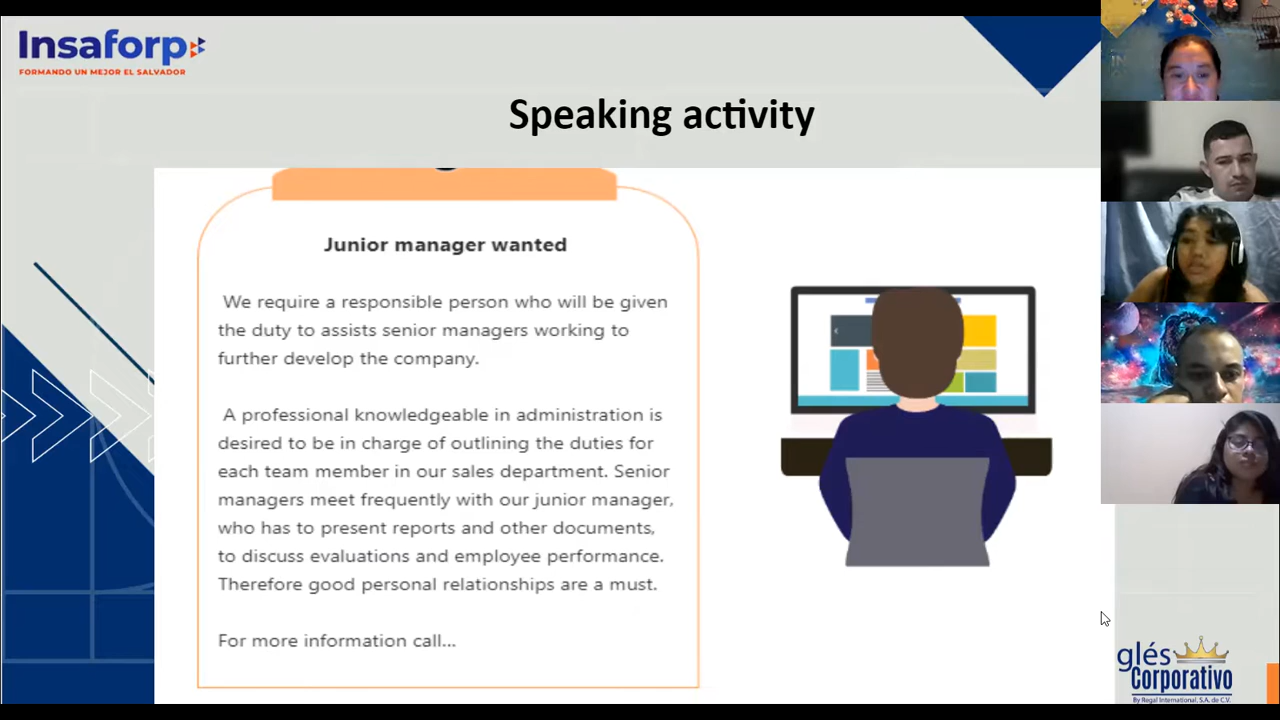 Insaforp
FORMANDO UN MEJOR EL SALVADOR
Speaking activity
Junior manager wanted
We require a responsible person who will be given
the duty to assists senior managers working to
further develop the company.
A professional knowledgeable in administration is
desired to be in charge of outlining the duties for
each team member in our sales department. Senior
managers meet frequently with our junior manager,
who has to present reports and other documents,
to discuss evaluations and employee performance.
Therefore good personal relationships are a must.
For more information call...
glés
Corporativo
By Regal International, S.A. de C.V.